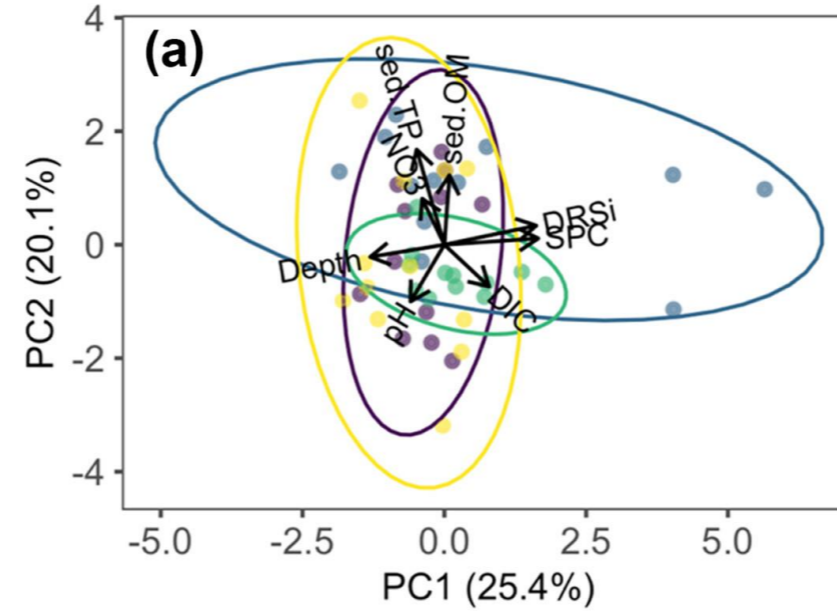 (a)
4
2
0
-2
-4
PC2 (20.1%)
sed.TP
sed.OM
NO3
DRSi
SPC
Depth
DIC
pH
-5.0 -2.5 0.0 2.5 5.0
PC1 (25.4%)